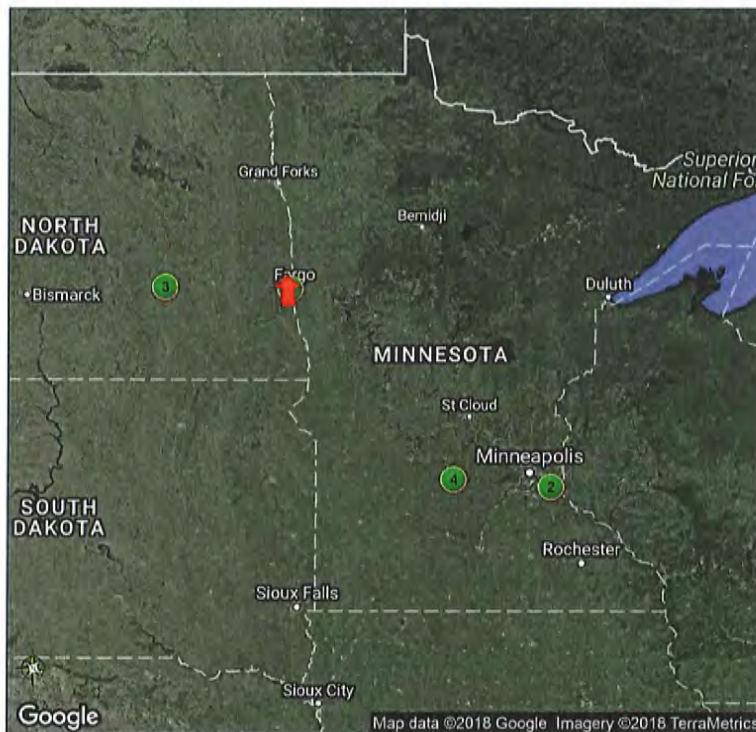 Superior
National Fo
Grand Forks
Bemidji
NORTH
DAKOTA
Fargo
3
Bismarck
Duluth
MINNESOTA
St Cloud
Minneapolis
4
2
SOUTH
DAKOTA
Rochester
Sioux Falls
Sioux City
Google
Map data ©2018 Google Imagery ©2018 TerraMetrics